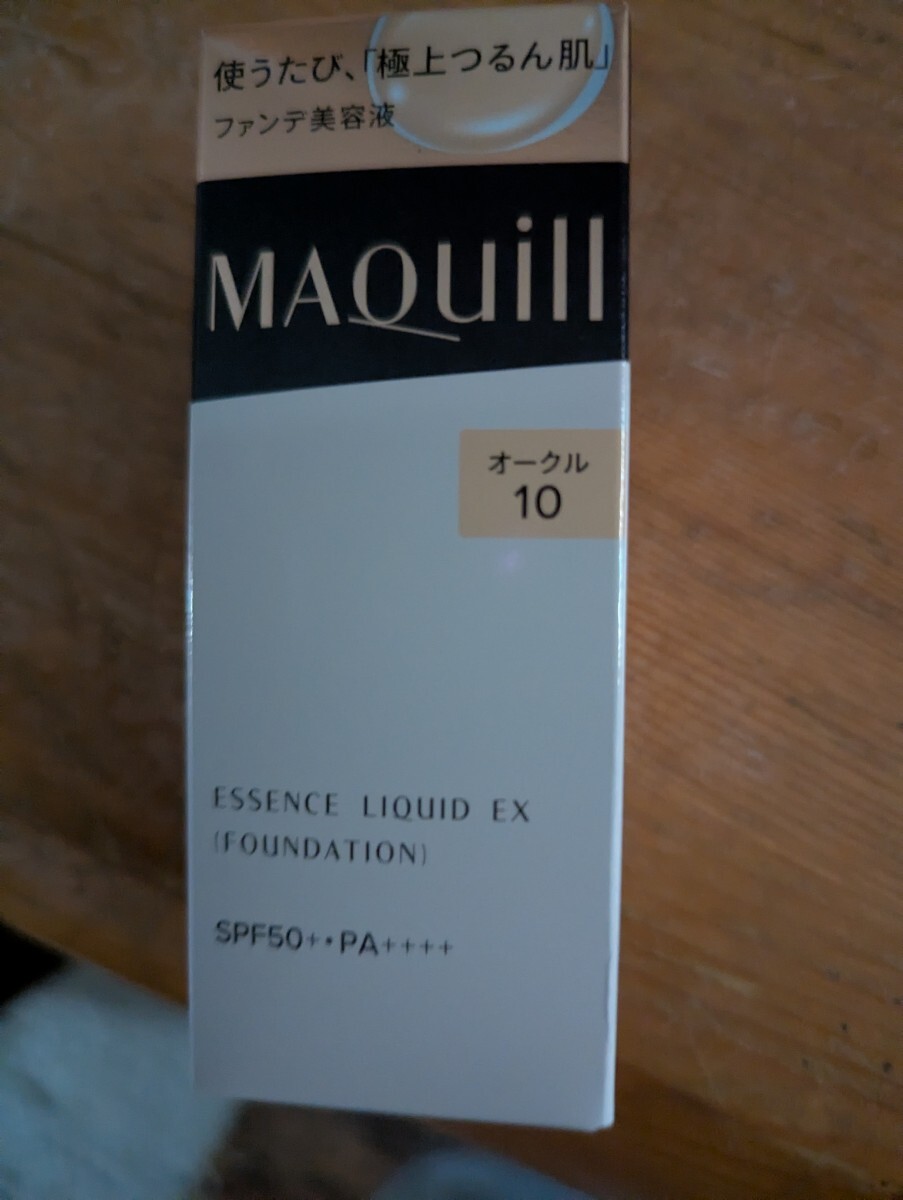 使うたび、「極上つるん肌」
ファンデ美容液
MAQuill
オークル
10
ESSENCE LIQUID EX
(FOUNDATION)
SPF50+・PA++++